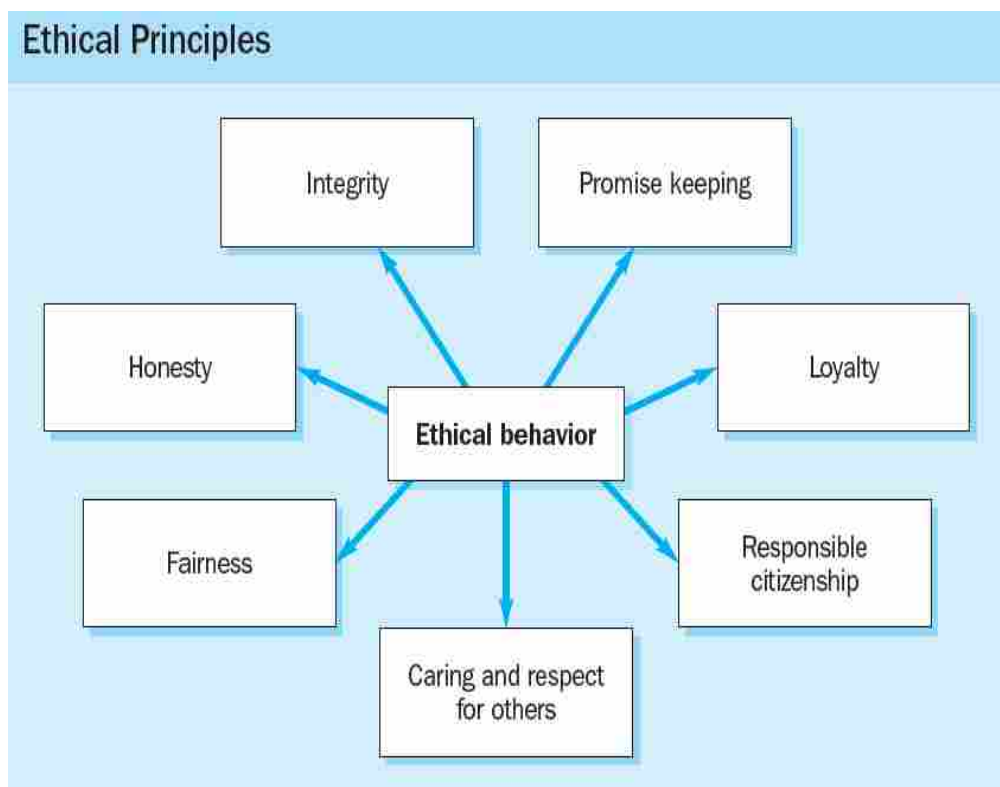 Ethical Principles
Integrity
Promise keeping
Honesty
Loyalty
Ethical behavior
Fairness
Responsible
citizenship
Caring and respect
for others